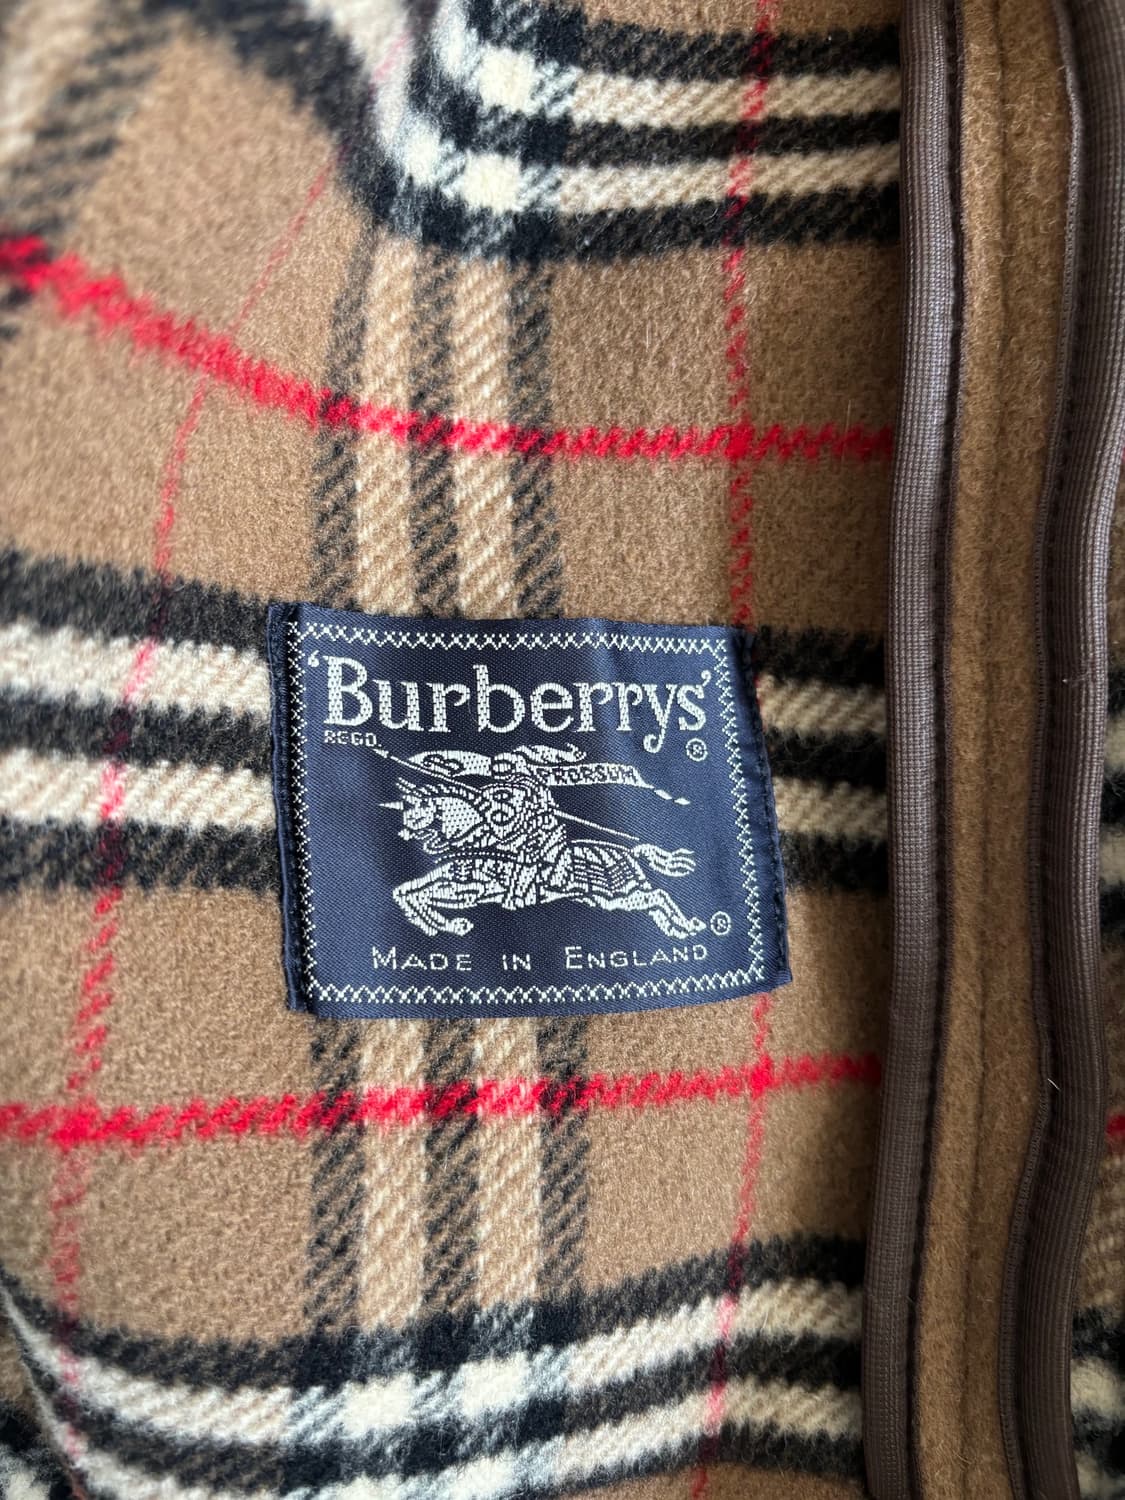 ‘Burberrys’
REGD.
PRORSUM
®
®
MADE IN ENGLAND